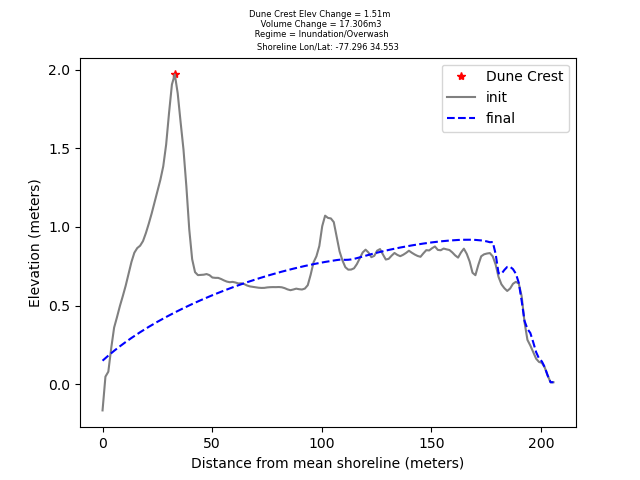 Dune Crest Elev Change = 1.51m
Volume Change = 17.306m3
Regime = Inundation/Overwash
Shoreline Lon/Lat: -77.296 34.553
Dune Crest
init
final
Elevation (meters)
2.0
1.5
1.0
0.5
0.0
0 50 100 150 200
Distance from mean shoreline (meters)